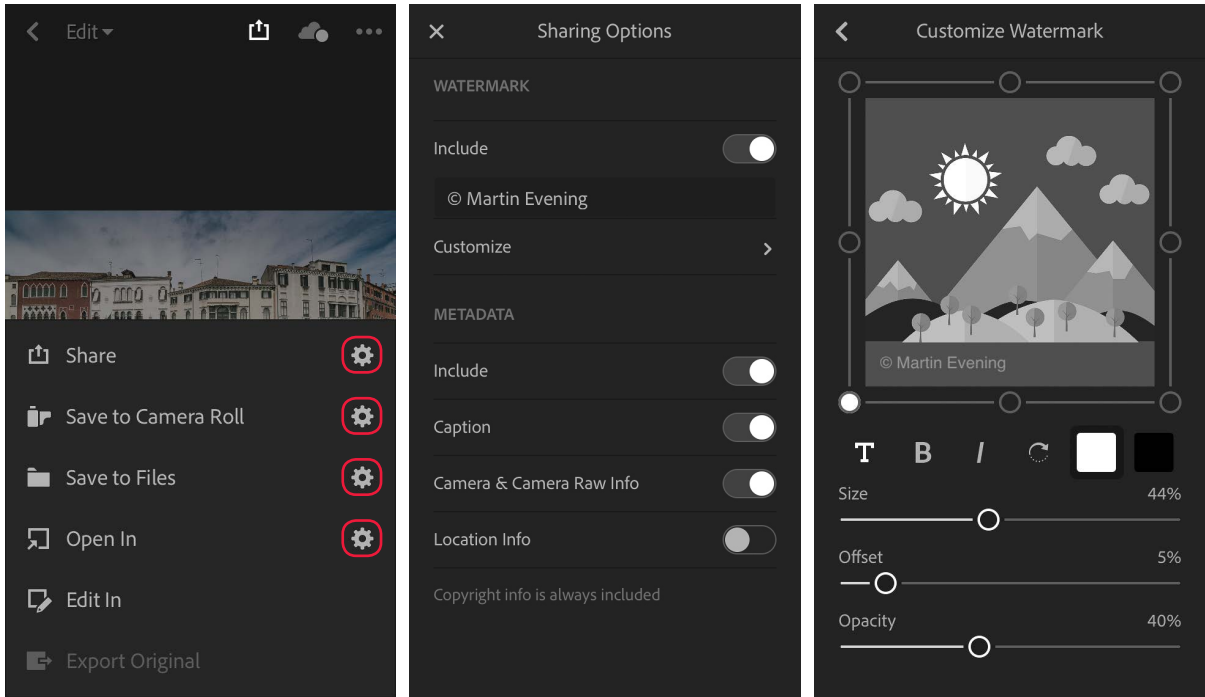 Edit
Share
Save to Camera Roll
Save to Files
Open In
Edit In
Export Original
Sharing Options
WATERMARK
Include
© Martin Evening
Customize
METADATA
Include
Caption
Camera & Camera Raw Info
Location Info
Copyright info is always included
Customize Watermark
© Martin Evening
T B I
Size 44%
Offset 5%
Opacity 40%